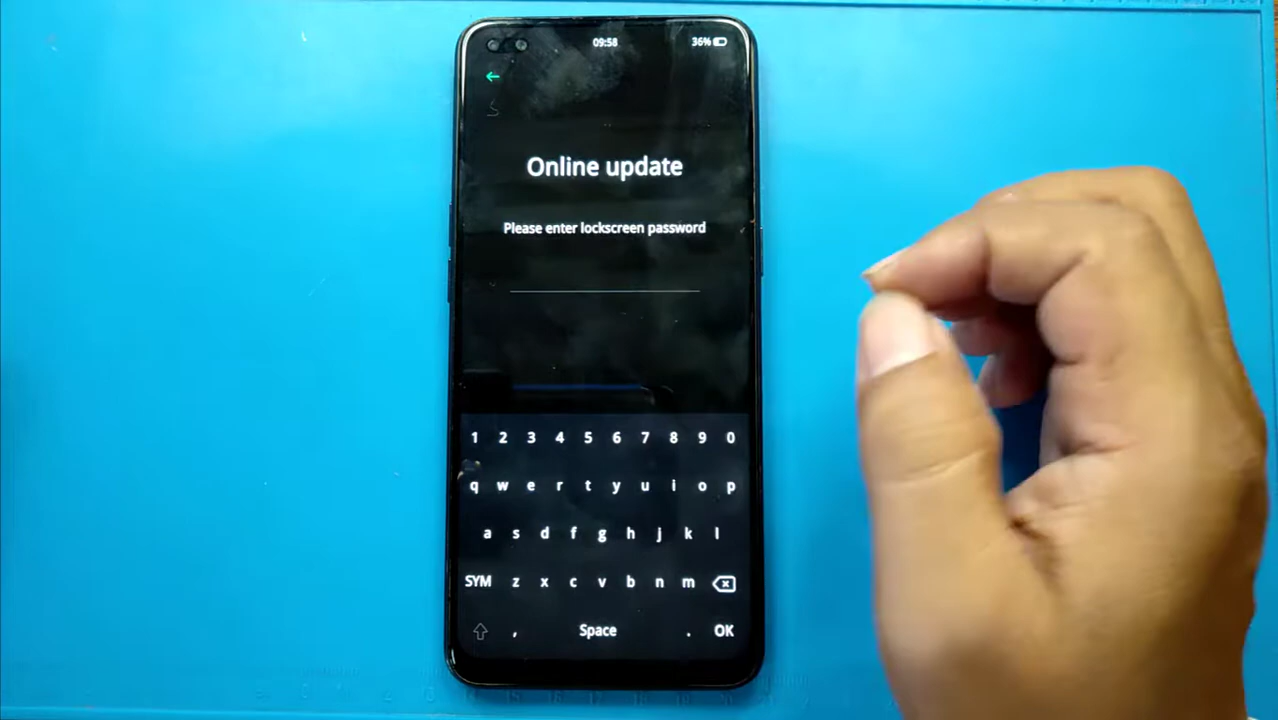 09:58
36%
Online update
Please enter lockscreen password
1 2 3 4 5 6 7 8 9 0
q w e r t y u i o p
a s d f g h j k l
SYM z x c v b n m
, Space . OK